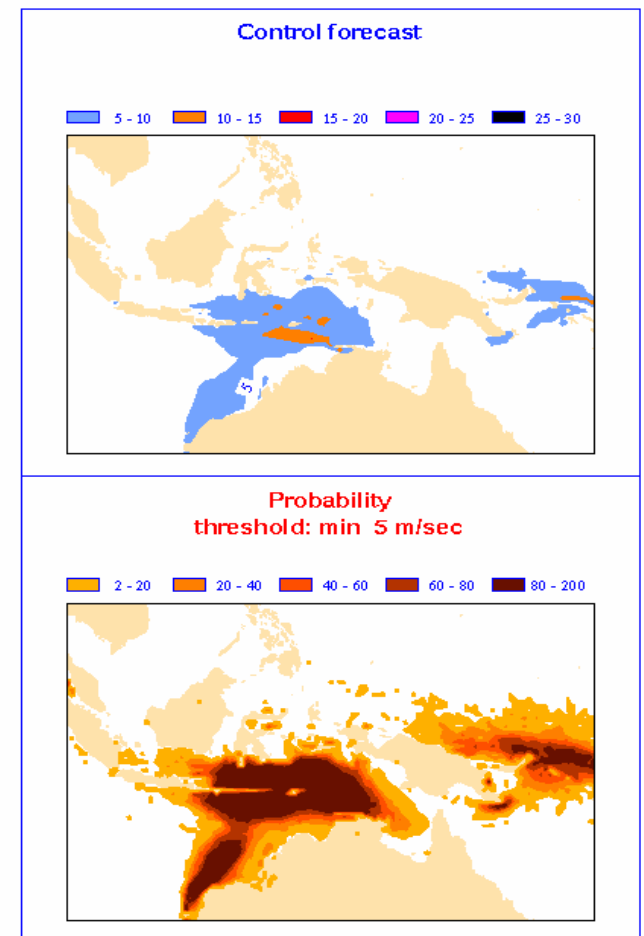 Control forecast
5 - 10 10 - 15 15 - 20 20 - 25 25 - 30
5
Probability
threshold: min 5 m/sec
2 - 20 20 - 40 40 - 60 60 - 80 80 - 200